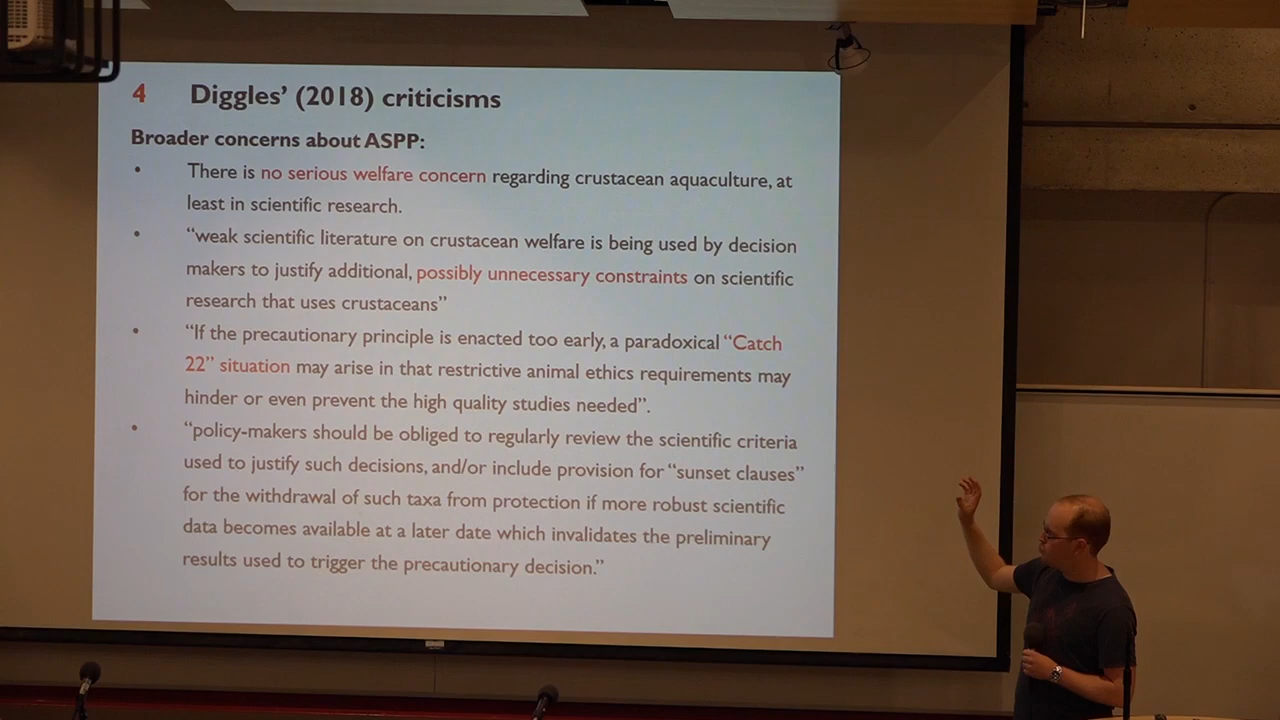 4 Diggles’ (2018) criticisms
Broader concerns about ASPP:
• There is no serious welfare concern regarding crustacean aquaculture, at
least in scientific research.
• “weak scientific literature on crustacean welfare is being used by decision
makers to justify additional, possibly unnecessary constraints on scientific
research that uses crustaceans”
• “If the precautionary principle is enacted too early, a paradoxical “Catch
22” situation may arise in that restrictive animal ethics requirements may
hinder or even prevent the high quality studies needed”.
• “policy-makers should be obliged to regularly review the scientific criteria
used to justify such decisions, and/or include provision for “sunset clauses”
for the withdrawal of such taxa from protection if more robust scientific
data becomes available at a later date which invalidates the preliminary
results used to trigger the precautionary decision.”